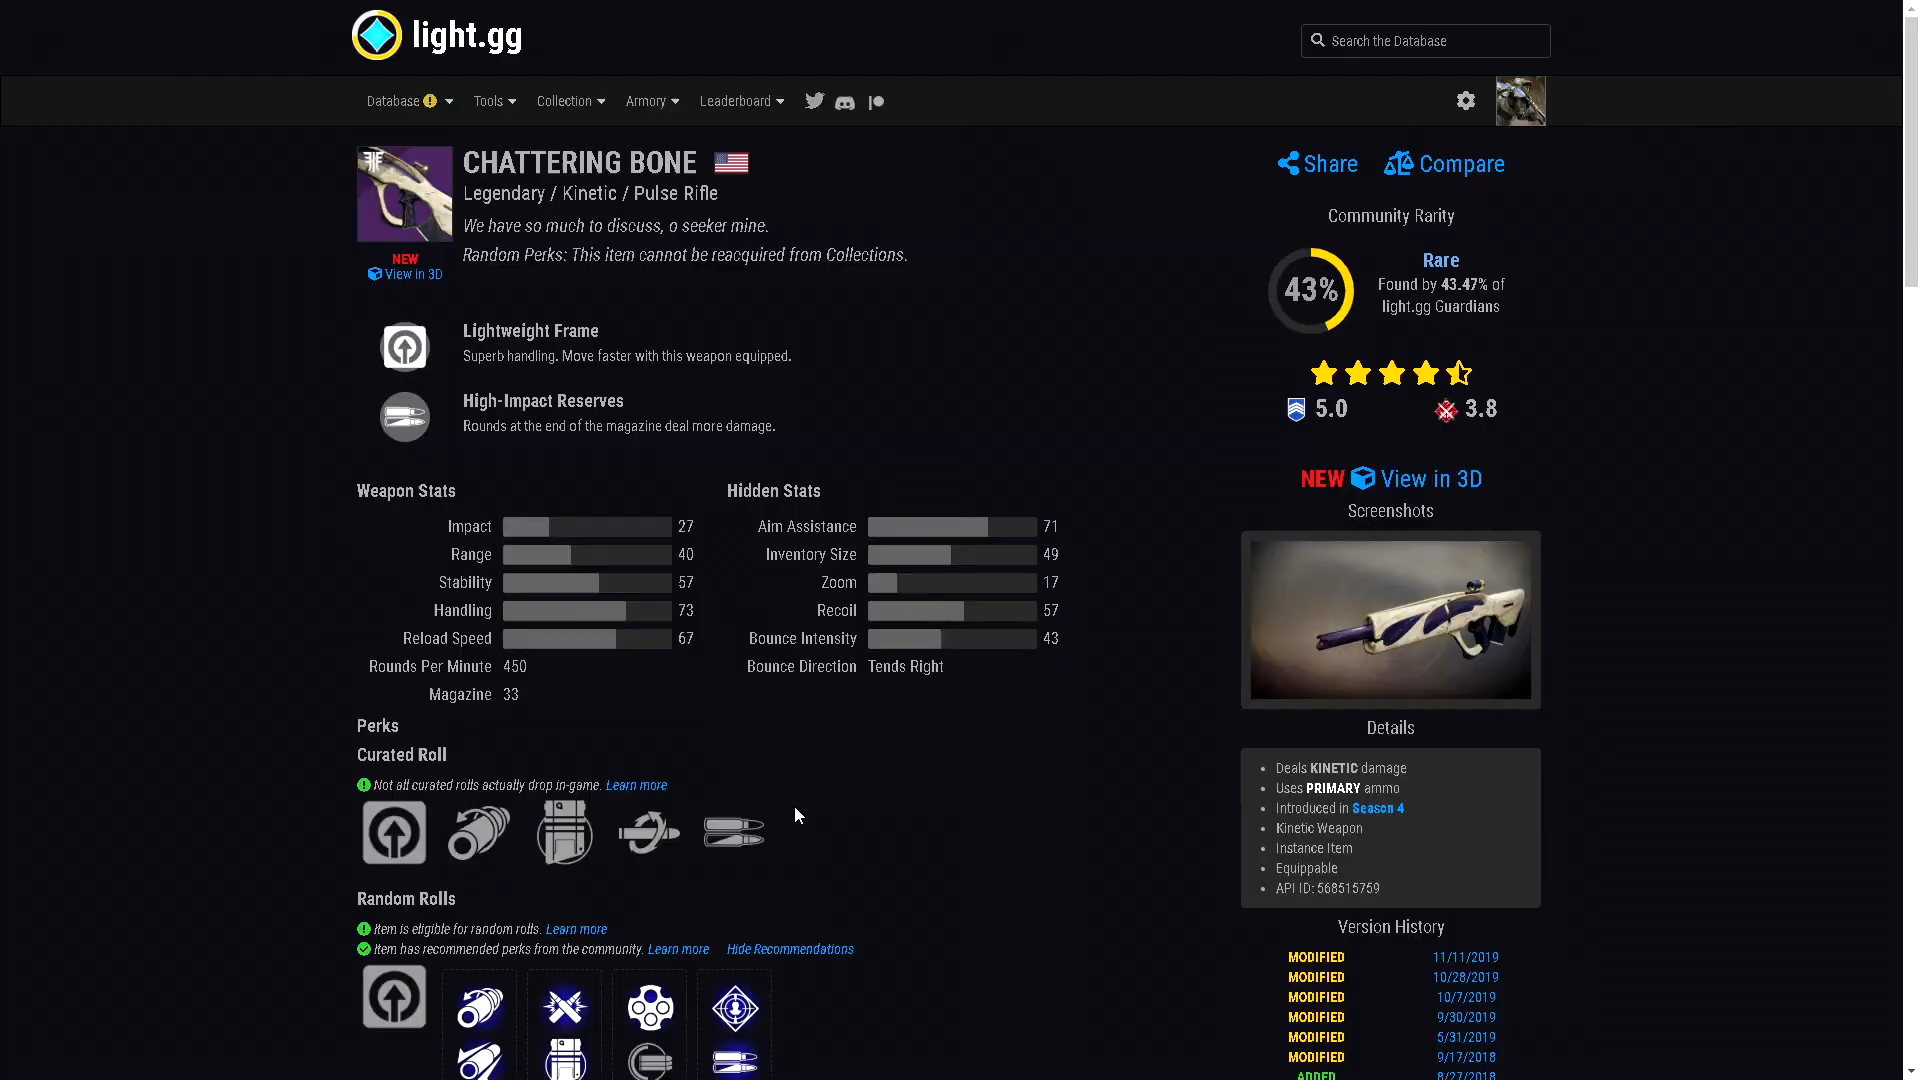 light.gg
Search the Database
Database Tools Collection Armory Leaderboard
CHATTERING BONE
Legendary / Kinetic / Pulse Rifle
We have so much to discuss, o seeker mine.
Random Perks: This item cannot be reacquired from Collections.
NEW
View in 3D
Lightweight Frame
Superb handling. Move faster with this weapon equipped.
High-Impact Reserves
Rounds at the end of the magazine deal more damage.
Weapon Stats
Impact 27
Range 40
Stability 57
Handling 73
Reload Speed 67
Rounds Per Minute 450
Magazine 33
Hidden Stats
Aim Assistance 71
Inventory Size 49
Zoom 17
Recoil 57
Bounce Intensity 43
Bounce Direction Tends Right
Perks
Curated Roll
Not all curated rolls actually drop in-game. Learn more
Random Rolls
Item is eligible for random rolls. Learn more
Item has recommended perks from the community. Learn more Hide Recommendations
Share Compare
Community Rarity
43%
Rare
Found by 43.47% of
light.gg Guardians
5.0 3.8
NEW View in 3D
Screenshots
Details
Deals KINETIC damage
Uses PRIMARY ammo
Introduced in Season 4
Kinetic Weapon
Instance Item
Equippable
API ID: 568515759
Version History
MODIFIED 11/11/2019
MODIFIED 10/28/2019
MODIFIED 10/7/2019
MODIFIED 9/30/2019
MODIFIED 5/31/2019
MODIFIED 9/17/2018
ADDED 8/27/2018